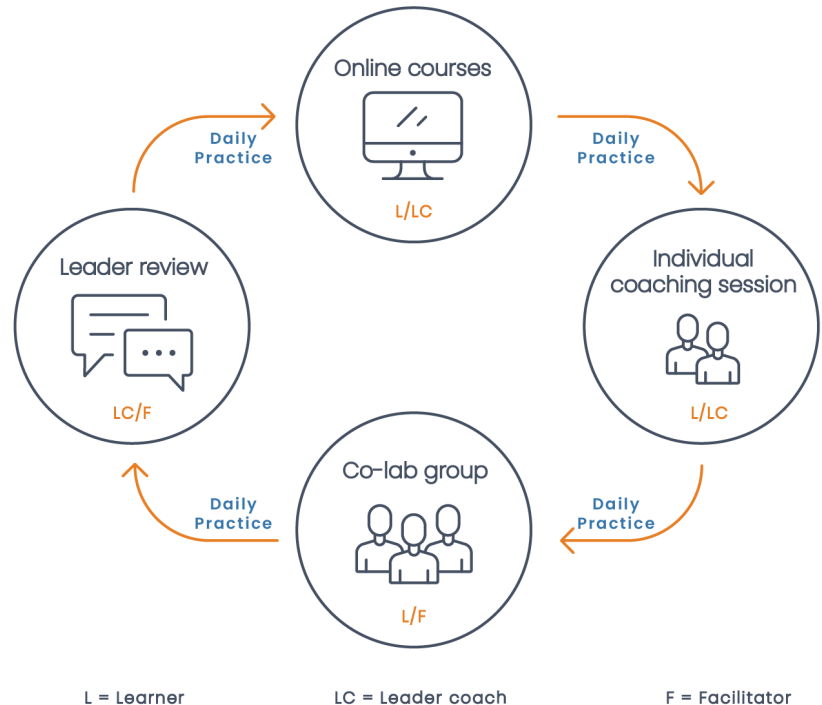 Online courses
L/LC
Daily
Practice
Daily
Practice
Leader review
LC/F
Individual
coaching session
L/LC
Co-lab group
L/F
Daily
Practice
Daily
Practice
L = Learner
LC = Leader coach
F = Facilitator